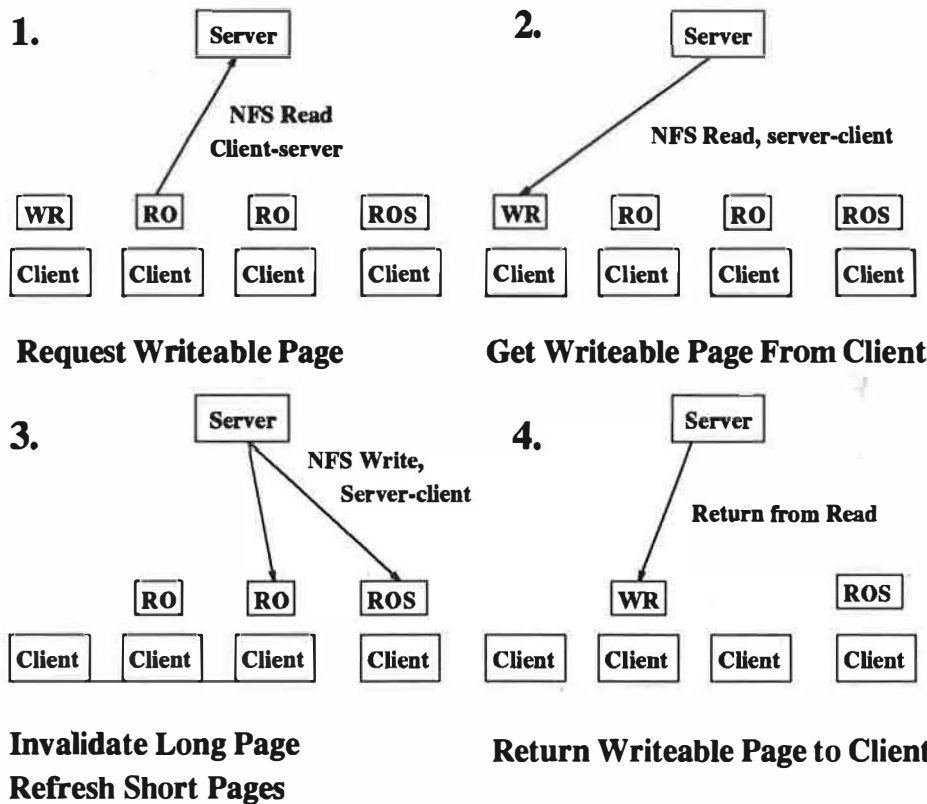 1.
Server
NFS Read
Client-server
WR RO RO ROS
Client Client Client Client
Request Writeable Page
2.
Server
NFS Read, server-client
WR RO RO ROS
Client Client Client Client
Get Writeable Page From Client
3.
Server
NFS Write,
Server-client
RO RO ROS
Client Client Client Client
Invalidate Long Page
Refresh Short Pages
4.
Server
Return from Read
WR ROS
Client Client Client Client
Return Writeable Page to Client